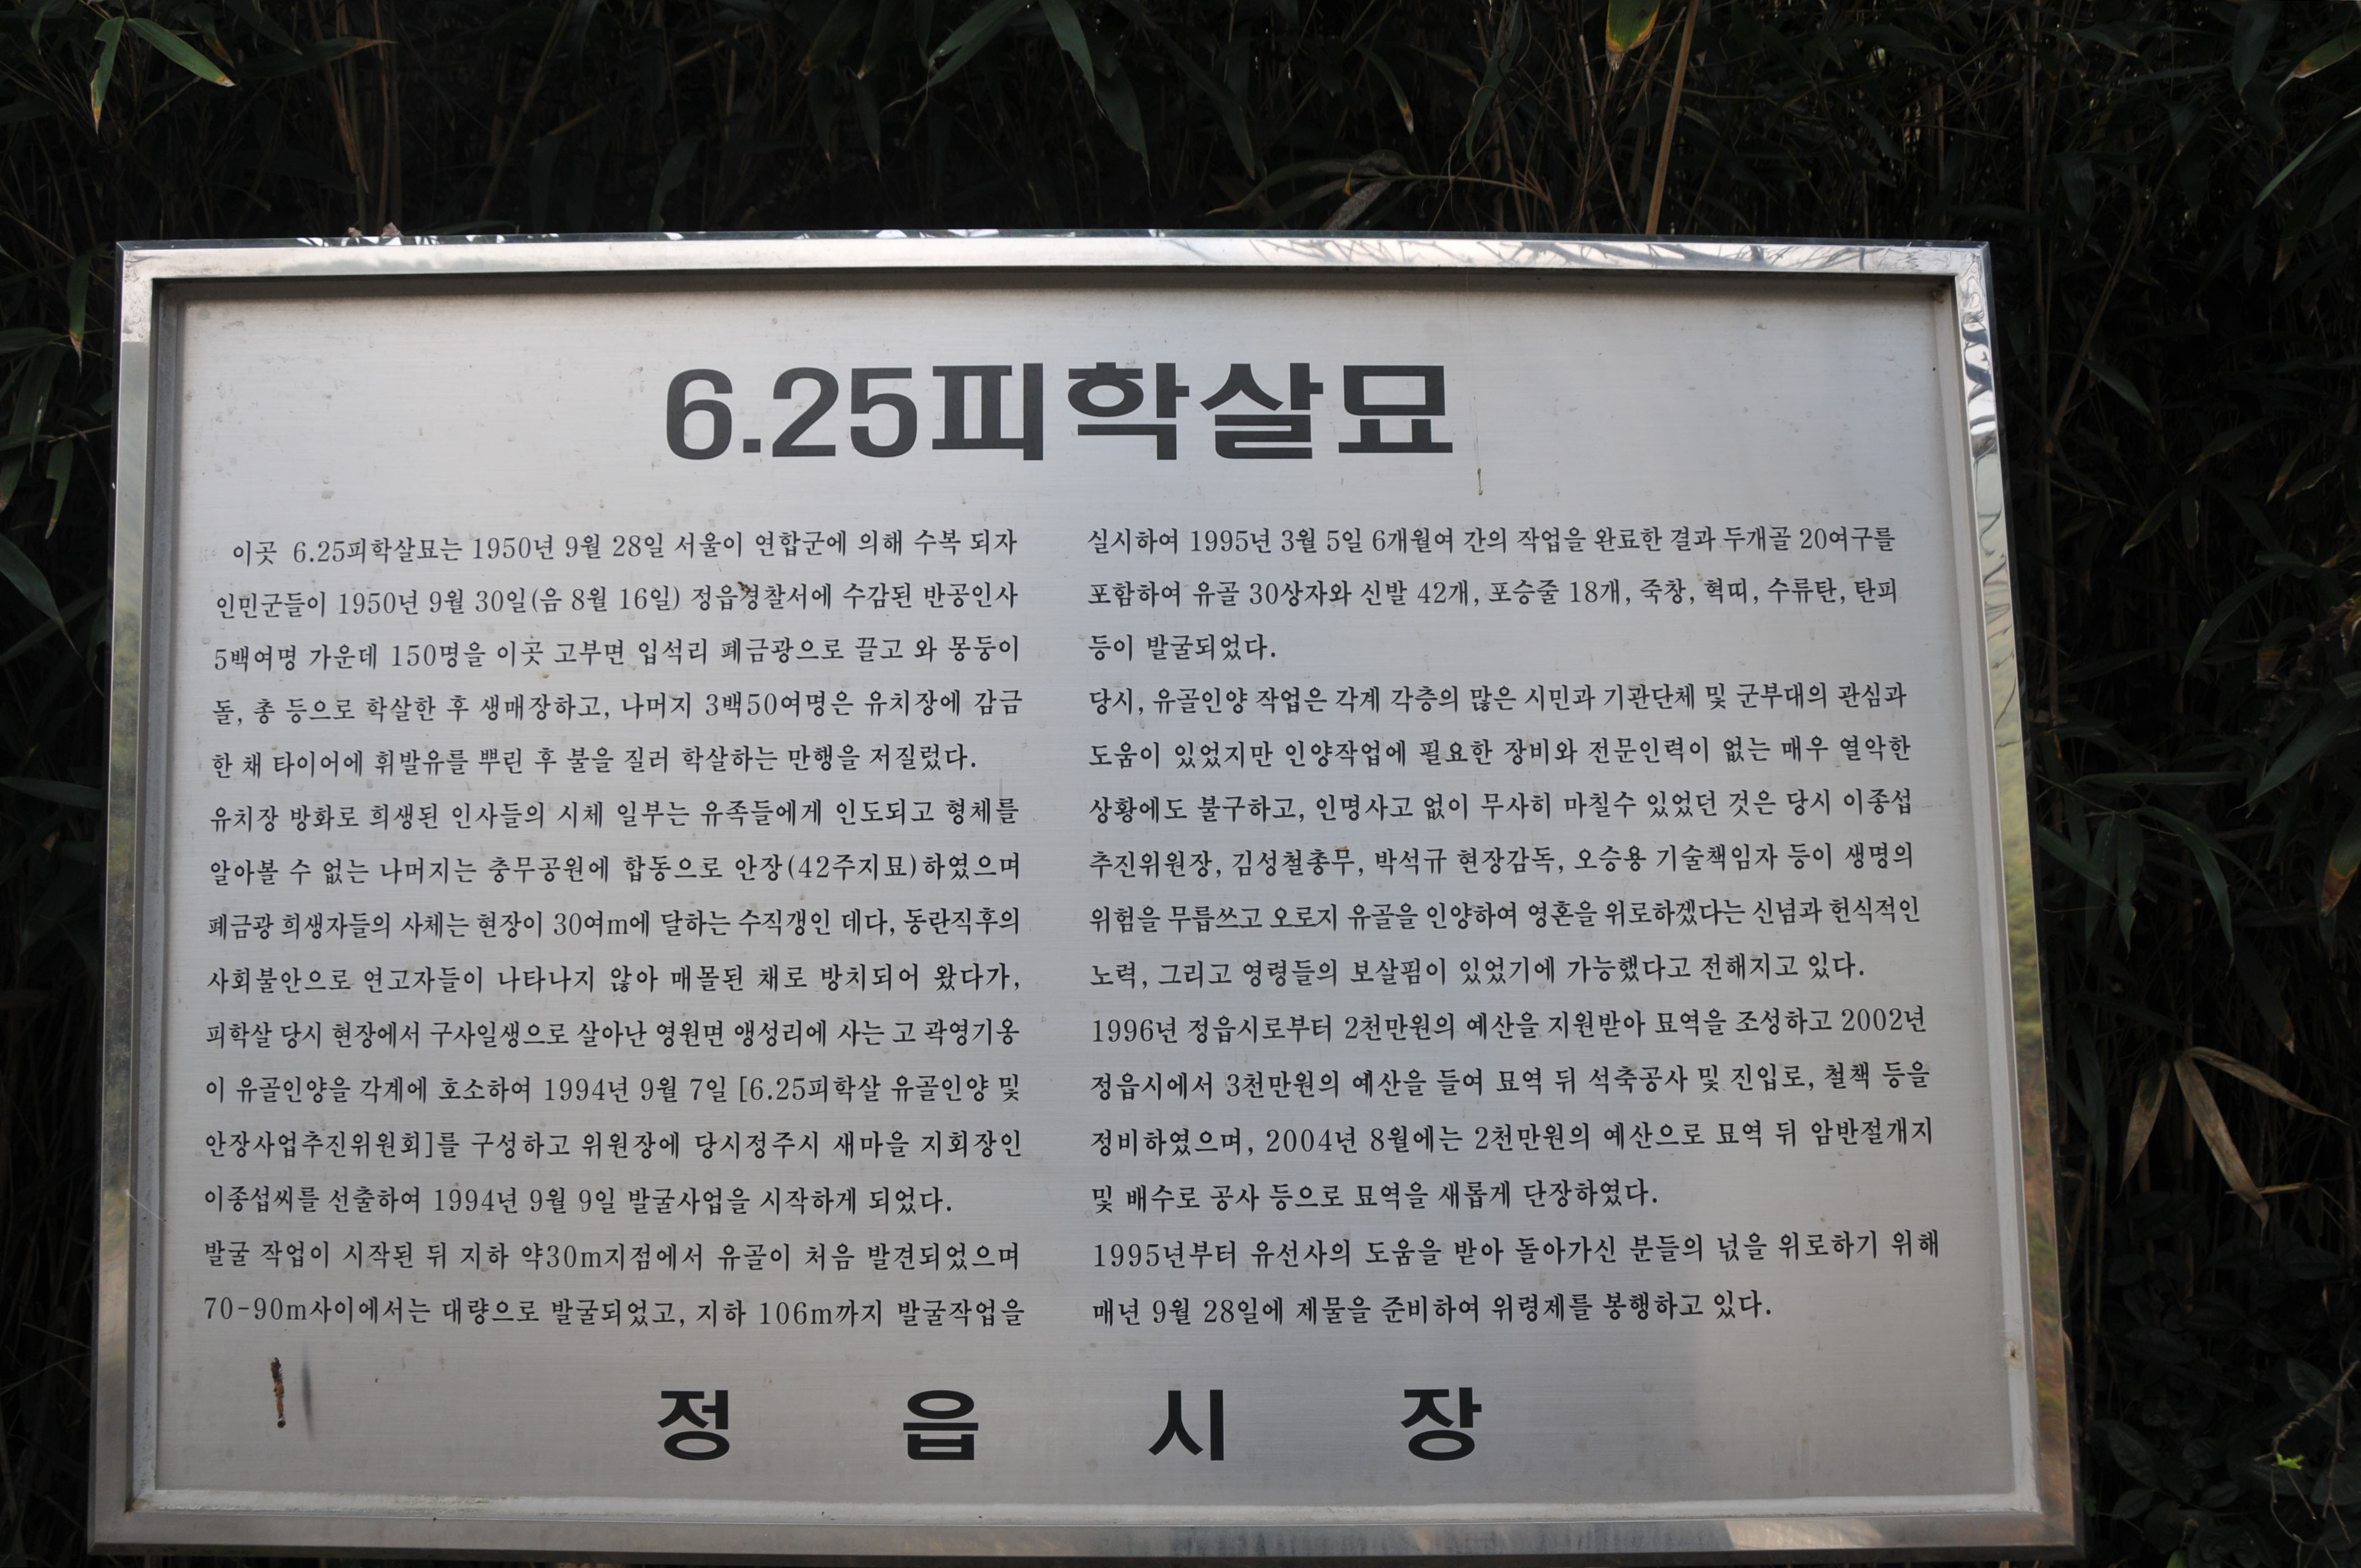 6.25피학살묘
이곳 6.25피학살묘는 1950년 9월 28일 서울이 연합군에 의해 수복 되자
인민군들이 1950년 9월 30일(음 8월 16일) 정읍경찰서에 수감된 반공인사
5백여명 가운데 150명을 이곳 고부면 입석리 폐금광으로 끌고 와 몽둥이
돌, 총 등으로 학살한 후 생매장하고, 나머지 3백50여명은 유치장에 감금
한 채 타이어에 휘발유를 뿌린 후 불을 질러 학살하는 만행을 저질렀다.
유치장 방화로 희생된 인사들의 시체 일부는 유족들에게 인도되고 형체를
알아볼 수 없는 나머지는 충무공원에 합동으로 안장(42주지묘)하였으며
폐금광 희생자들의 사체는 현장이 30여m에 달하는 수직갱인 데다, 동란직후의
사회불안으로 연고자들이 나타나지 않아 매몰된 채로 방치되어 왔다가,
피학살 당시 현장에서 구사일생으로 살아난 영원면 앵성리에 사는 고 곽영기옹
이 유골인양을 각계에 호소하여 1994년 9월 7일 [6.25피학살 유골인양 및
안장사업추진위원회]를 구성하고 위원장에 당시정주시 새마을 지회장인
이종섭씨를 선출하여 1994년 9월 9일 발굴사업을 시작하게 되었다.
발굴 작업이 시작된 뒤 지하 약30m지점에서 유골이 처음 발견되었으며
70-90m사이에서는 대량으로 발굴되었고, 지하 106m까지 발굴작업을
실시하여 1995년 3월 5일 6개월여 간의 작업을 완료한 결과 두개골 20여구를
포함하여 유골 30상자와 신발 42개, 포승줄 18개, 죽창, 혁띠, 수류탄, 탄피
등이 발굴되었다.
당시, 유골인양 작업은 각계 각층의 많은 시민과 기관단체 및 군부대의 관심과
도움이 있었지만 인양작업에 필요한 장비와 전문인력이 없는 매우 열악한
상황에도 불구하고, 인명사고 없이 무사히 마칠수 있었던 것은 당시 이종섭
추진위원장, 김성철총무, 박석규 현장감독, 오승용 기술책임자 등이 생명의
위험을 무릅쓰고 오로지 유골을 인양하여 영혼을 위로하겠다는 신념과 헌식적인
노력, 그리고 영령들의 보살핌이 있었기에 가능했다고 전해지고 있다.
1996년 정읍시로부터 2천만원의 예산을 지원받아 묘역을 조성하고 2002년
정읍시에서 3천만원의 예산을 들여 묘역 뒤 석축공사 및 진입로, 철책 등을
정비하였으며, 2004년 8월에는 2천만원의 예산으로 묘역 뒤 암반절개지
및 배수로 공사 등으로 묘역을 새롭게 단장하였다.
1995년부터 유선사의 도움을 받아 돌아가신 분들의 넋을 위로하기 위해
매년 9월 28일에 제물을 준비하여 위령제를 봉행하고 있다.
정 읍 시 장